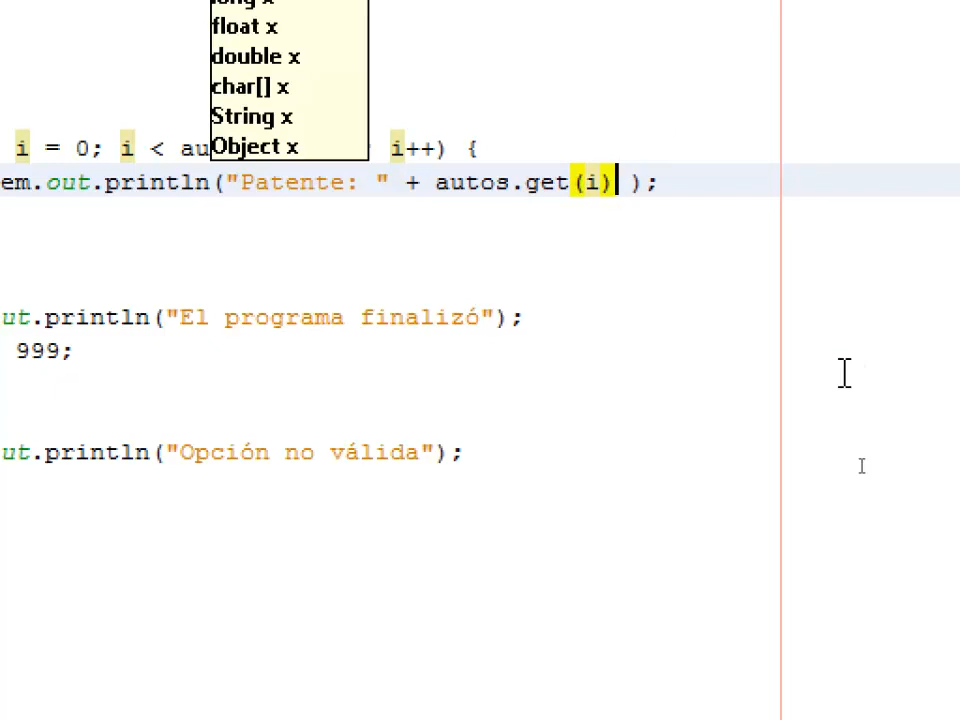 long x
float x
double x
char[] x
String x
Object x
i = 0; i < au i++) {
em.out.println("Patente: " + autos.get(i) );
ut.println("El programa finalizó");
999;
ut.println("Opción no válida");